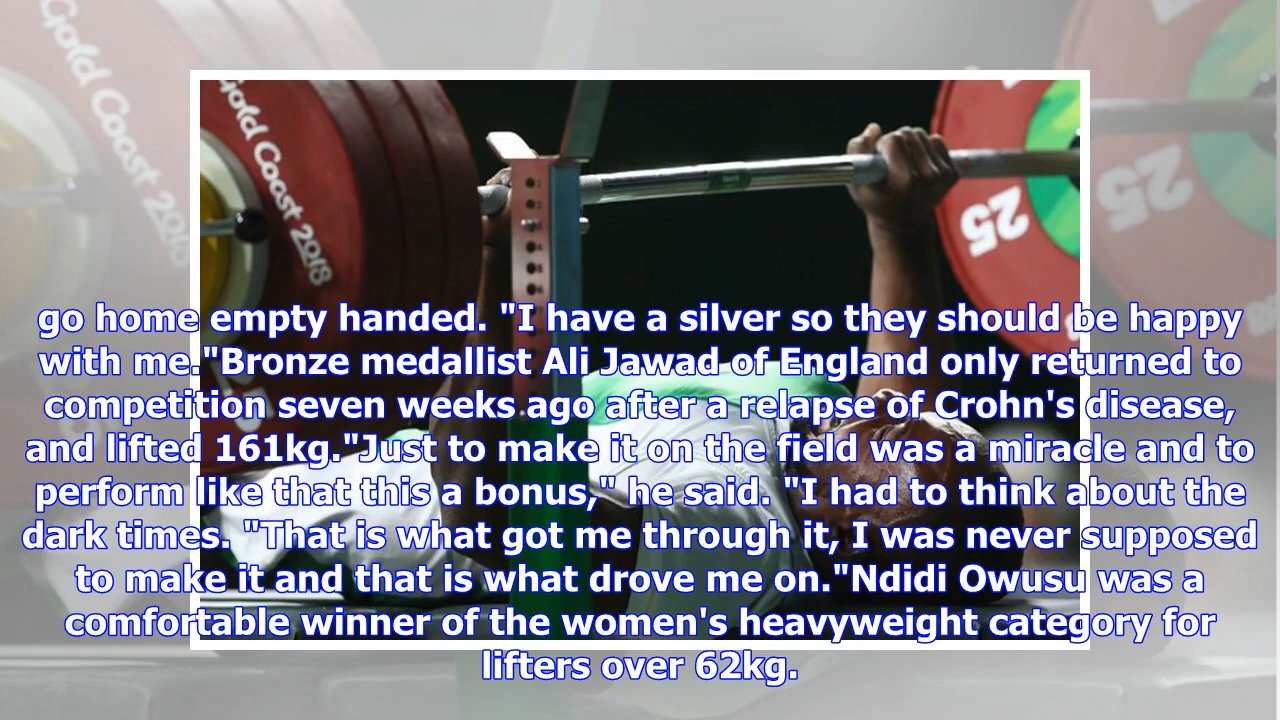 Gold Coast 2018
Gold Coast 2018
25
25
25
go home empty handed. "I have a silver so they should be happy
with me."Bronze medallist Ali Jawad of England only returned to
competition seven weeks ago after a relapse of Crohn's disease,
and lifted 161kg."Just to make it on the field was a miracle and to
perform like that this a bonus," he said. "I had to think about the
dark times. "That is what got me through it, I was never supposed
to make it and that is what drove me on."Ndidi Owusu was a
comfortable winner of the women's heavyweight category for
lifters over 62kg.